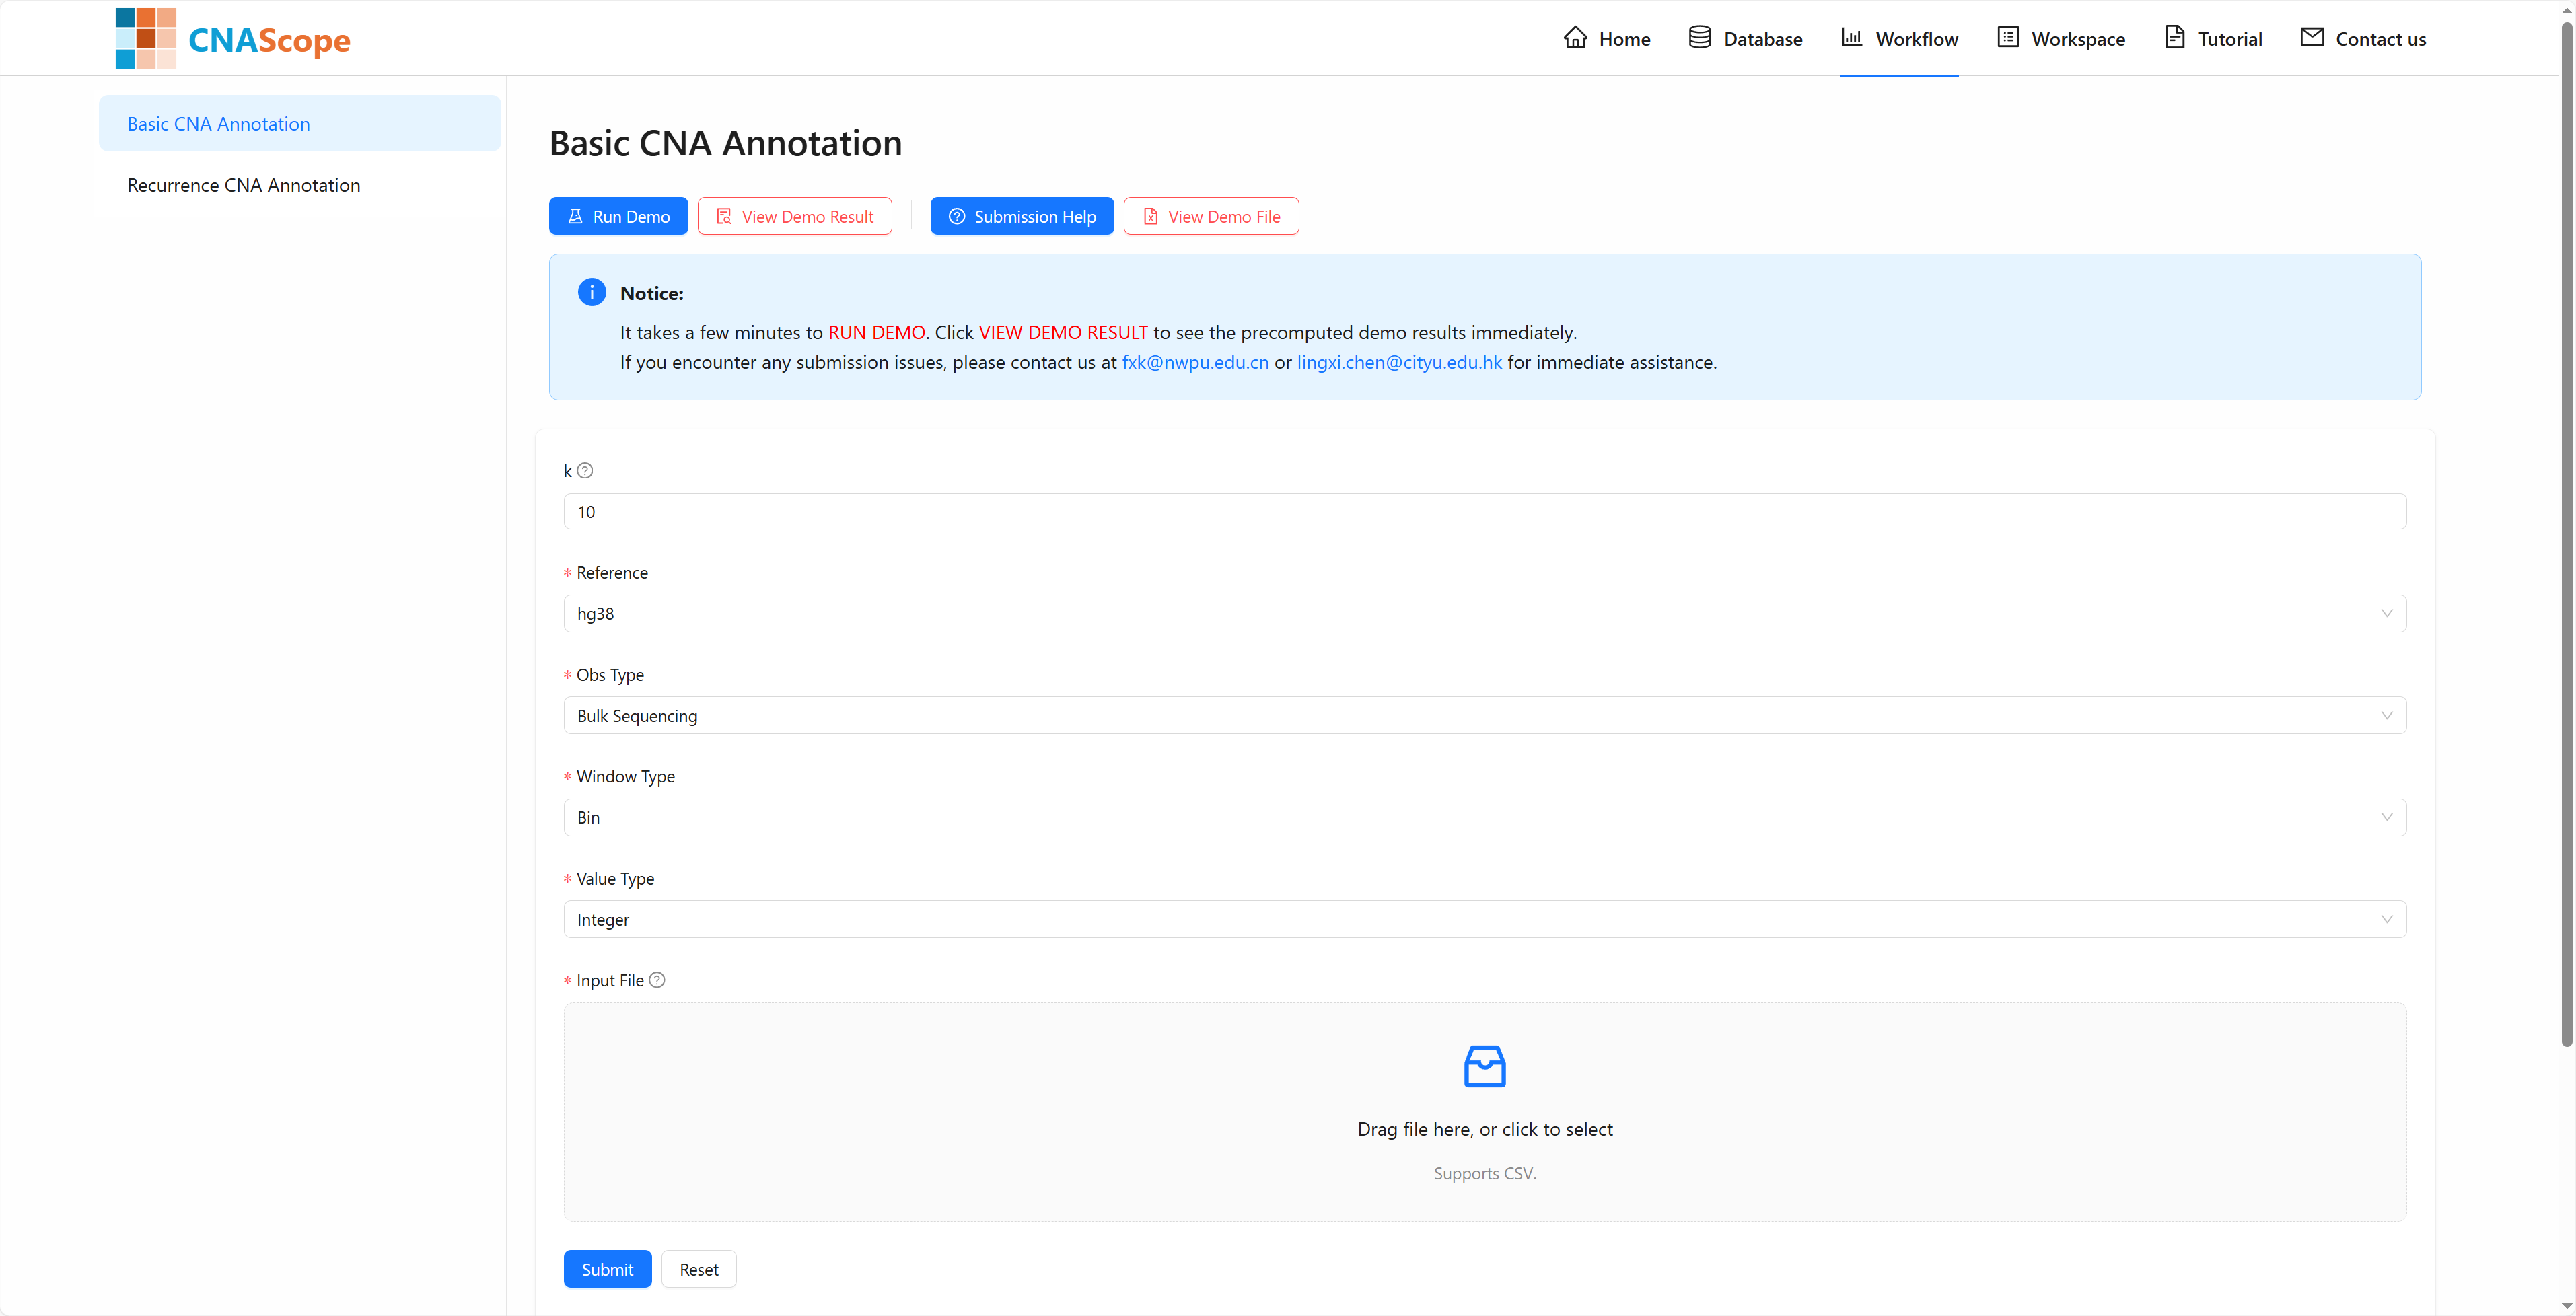 CNAScope
Home
Database
Workflow
Workspace
Tutorial
Contact us
Basic CNA Annotation
Recurrence CNA Annotation
Basic CNA Annotation
Run Demo
View Demo Result
Submission Help
View Demo File
Notice:
It takes a few minutes to RUN DEMO. Click VIEW DEMO RESULT to see the precomputed demo results immediately.
If you encounter any submission issues, please contact us at fxk@nwpu.edu.cn or lingxi.chen@cityu.edu.hk for immediate assistance.
k
10
* Reference
hg38
* Obs Type
Bulk Sequencing
* Window Type
Bin
* Value Type
Integer
* Input File
Drag file here, or click to select
Supports CSV.
Submit
Reset